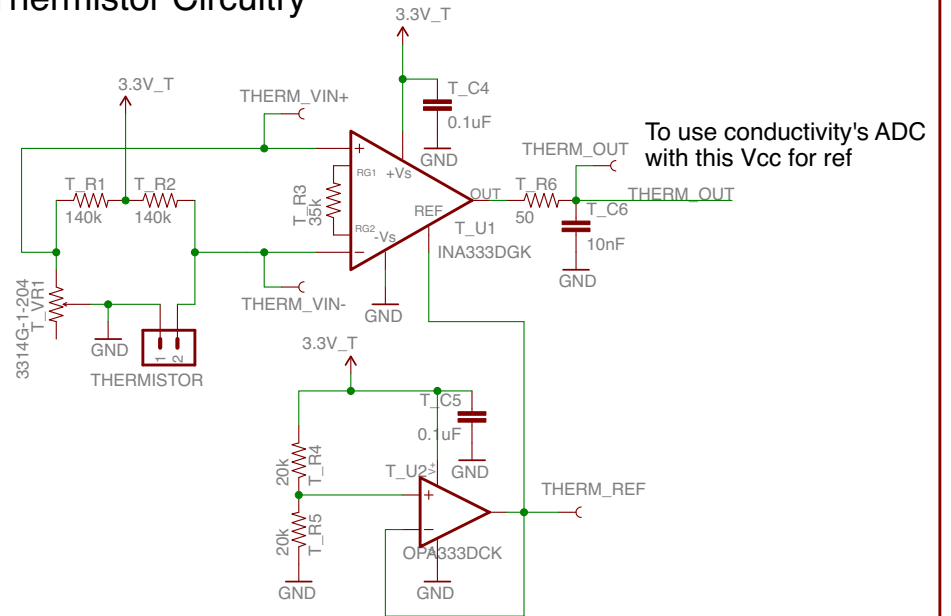 Thermistor Circuitry
3.3V_T
3.3V_T
THERM_VIN+
T_C4
0.1uF
GND
To use conductivity's ADC
with this Vcc for ref
THERM_OUT
T_R1
140k
T_R2
140k
+
RG1
+Vs
T_R3
35k
RG2
-Vs
-
REF
OUT
T_U1
INA333DGK
T_R6
50
THERM_OUT
T_C6
10nF
GND
THERM_VIN-
GND
3314G-1-204
T_VR1
GND
1
2
THERMISTOR
3.3V_T
T_C5
0.1uF
GND
20k
T_R4
T_U2
V+
+
-
THERM_REF
20k
T_R5
OPA333DCK
GND
GND